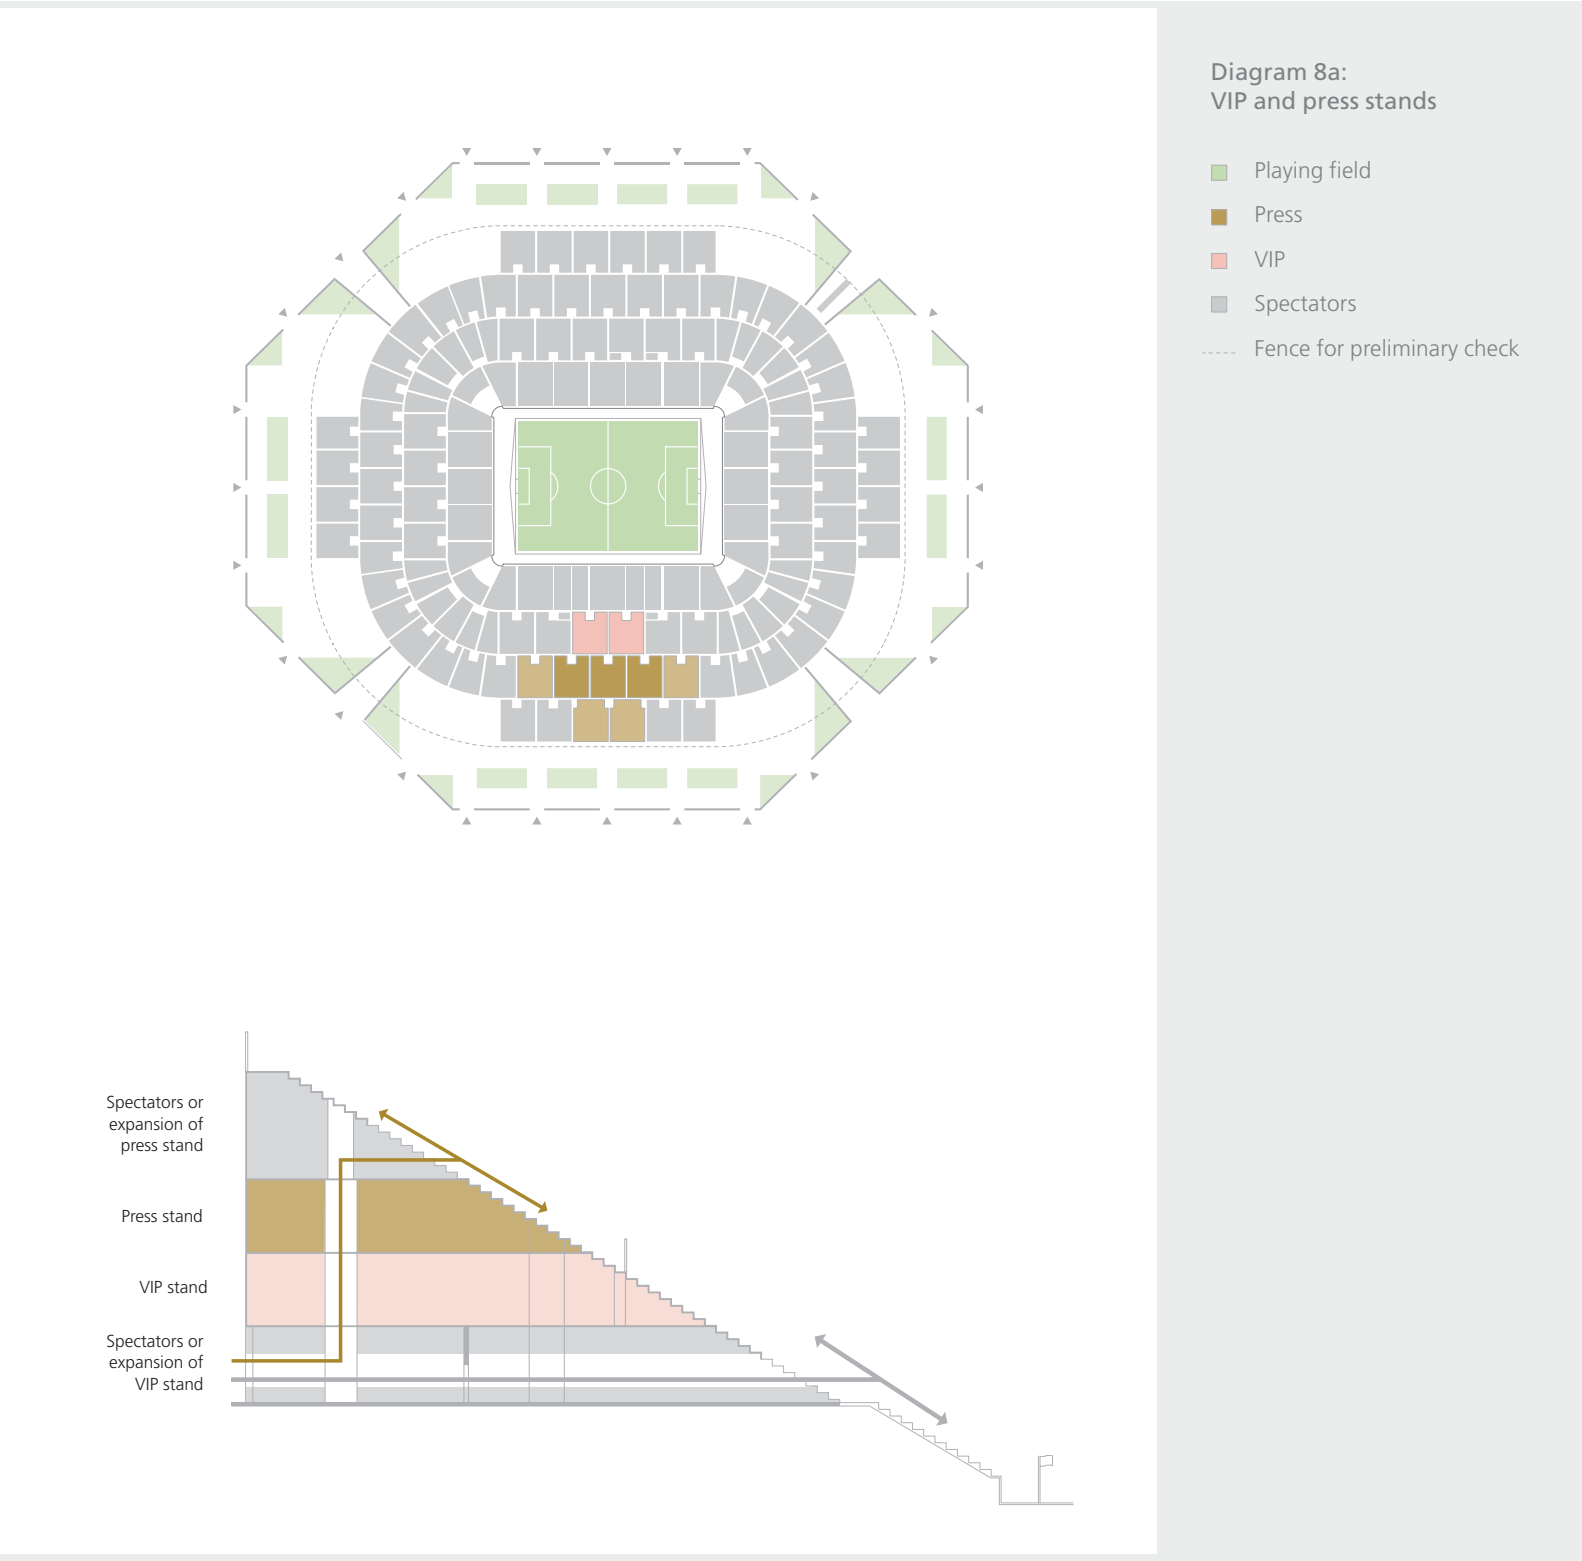 Diagram 8a:
VIP and press stands
Playing field
Press
VIP
Spectators
Fence for preliminary check
Spectators or
expansion of
press stand
Press stand
VIP stand
Spectators or
expansion of
VIP stand